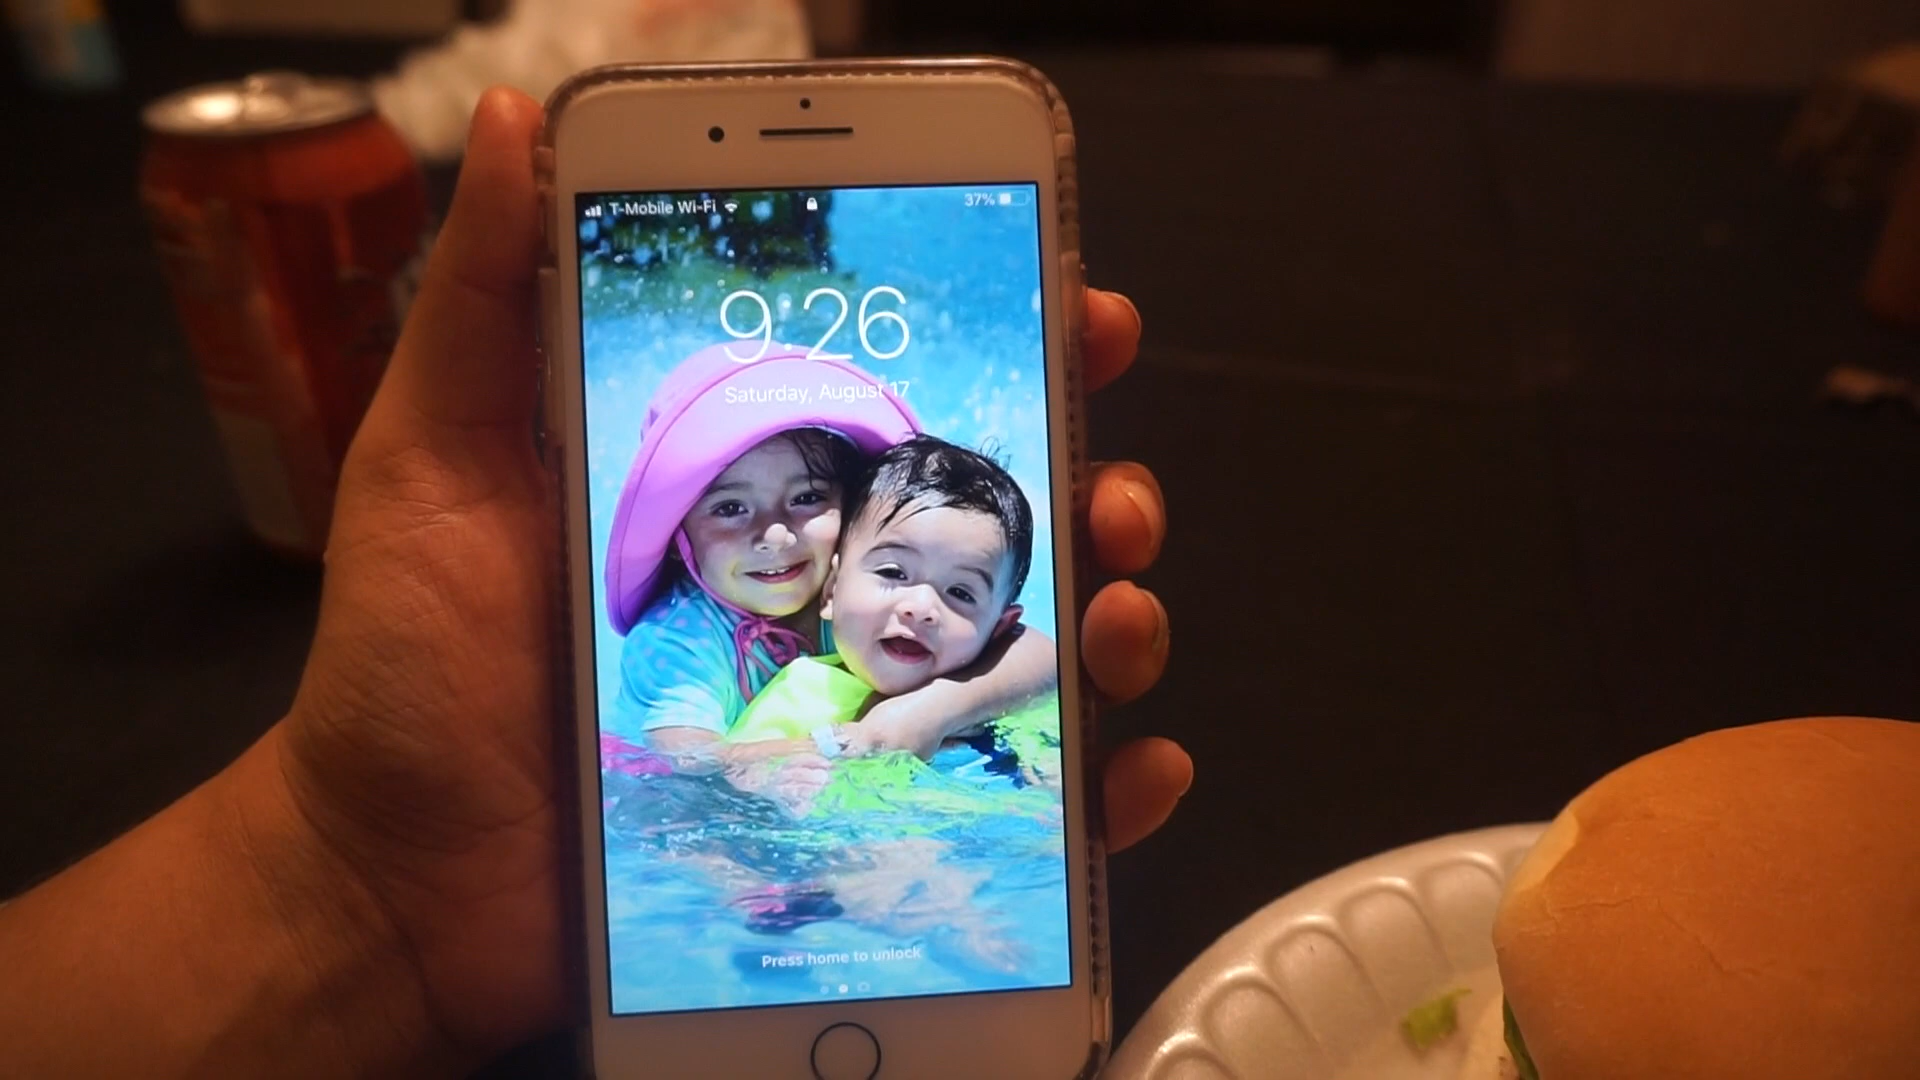 T-Mobile Wi-Fi 37%
9:26
Saturday, August 17
Press home to unlock